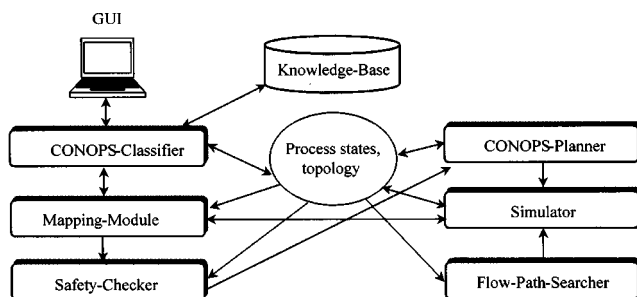 GUI
Knowledge-Base
CONOPS-Classifier
Process states,
topology
CONOPS-Planner
Mapping-Module
Simulator
Safety-Checker
Flow-Path-Searcher